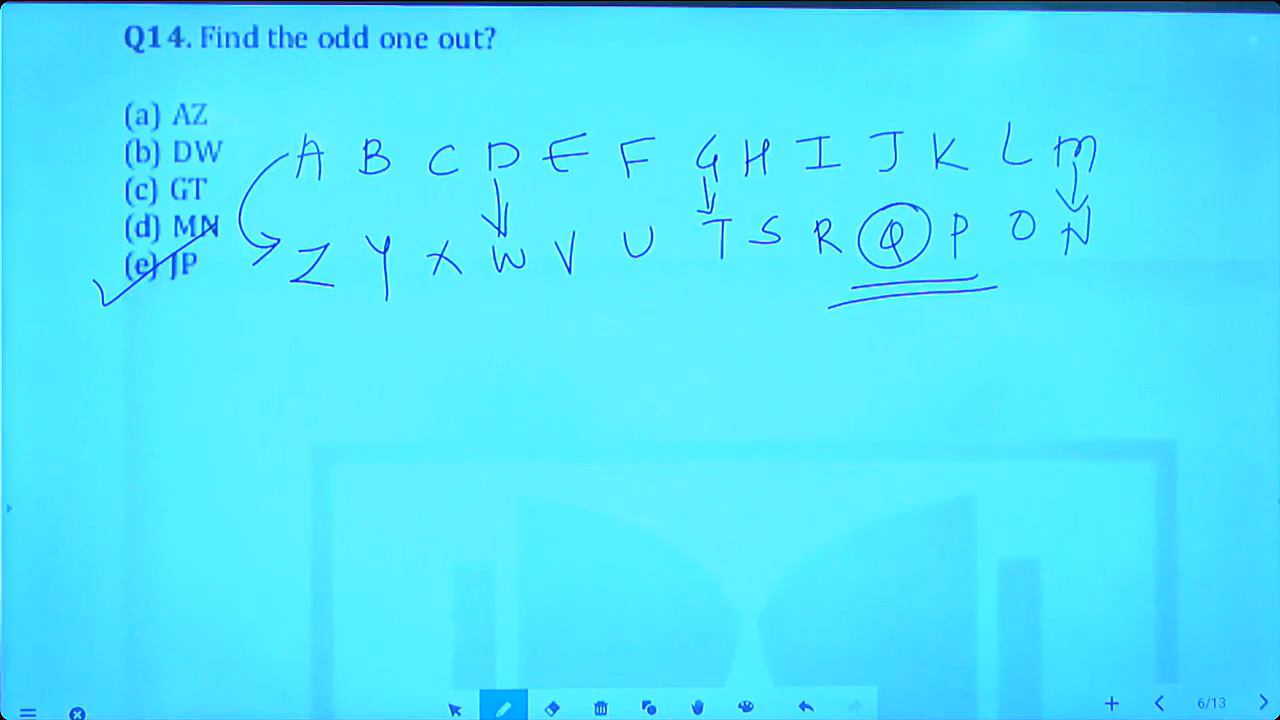 Q14. Find the odd one out?
(a) AZ
(b) DW
(c) GT
(d) MN
(e) JP
A B C D E F G H I J K L M
Z Y X W V U T S R Q P O N
6/13